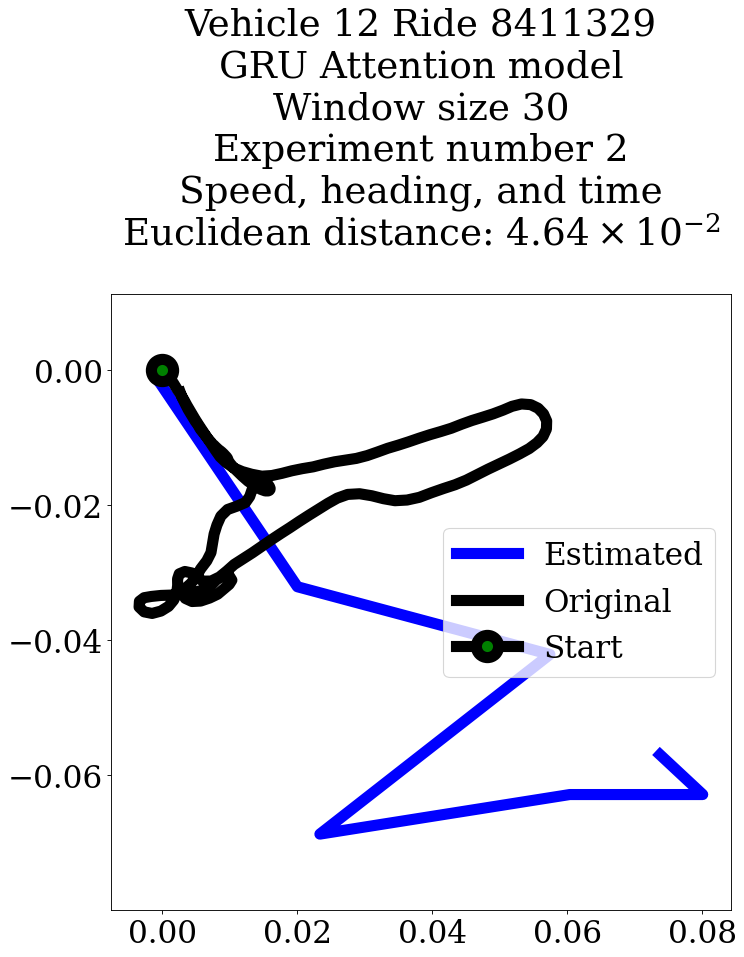 Vehicle 12 Ride 8411329
GRU Attention model
Window size 30
Experiment number 2
Speed, heading, and time
Euclidean distance: 4.64 × 10⁻²
0.00
−0.02
−0.04
−0.06
Estimated
Original
Start
0.00 0.02 0.04 0.06 0.08